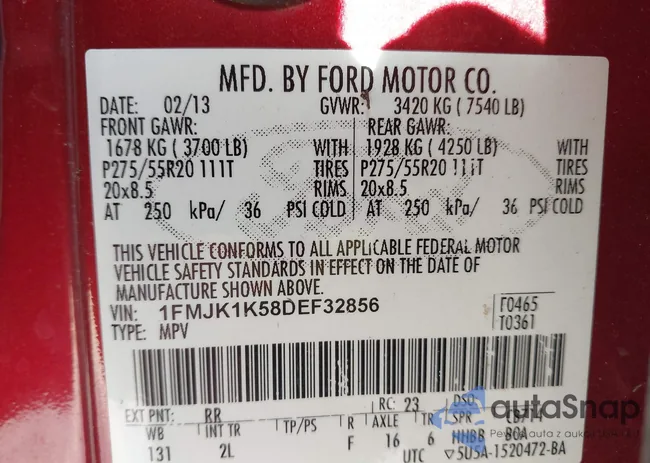 MFD. BY FORD MOTOR CO.
DATE: 02/13 GVWR: 3420 KG ( 7540 LB)
FRONT GAWR: REAR GAWR:
1678 KG ( 3700 LB) WITH 1928 KG ( 4250 LB) WITH
P275/55R20 111T TIRES P275/55R20 111T TIRES
20x8.5 RIMS 20x8.5 RIMS
AT 250 kPa/ 36 PSI COLD AT 250 kPa/ 36 PSI COLD
THIS VEHICLE CONFORMS TO ALL APPLICABLE FEDERAL MOTOR
VEHICLE SAFETY STANDARDS IN EFFECT ON THE DATE OF
MANUFACTURE SHOWN ABOVE.
VIN: 1FMJK1K58DEF32856 T0465
TYPE: MPV T0361
RC: 23 DSO:
EXT PNT: RR SPR
WB INT TR TP/PS R AXLE TR HNBR BOA
131 2L F 16 6
UTC ▽5U5A-1520472-BA
autoSnap